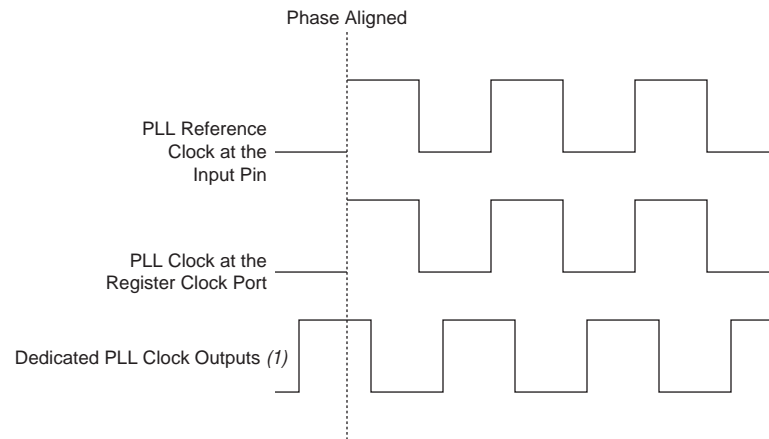 Phase Aligned
PLL Reference
Clock at the
Input Pin
PLL Clock at the
Register Clock Port
Dedicated PLL Clock Outputs (1)